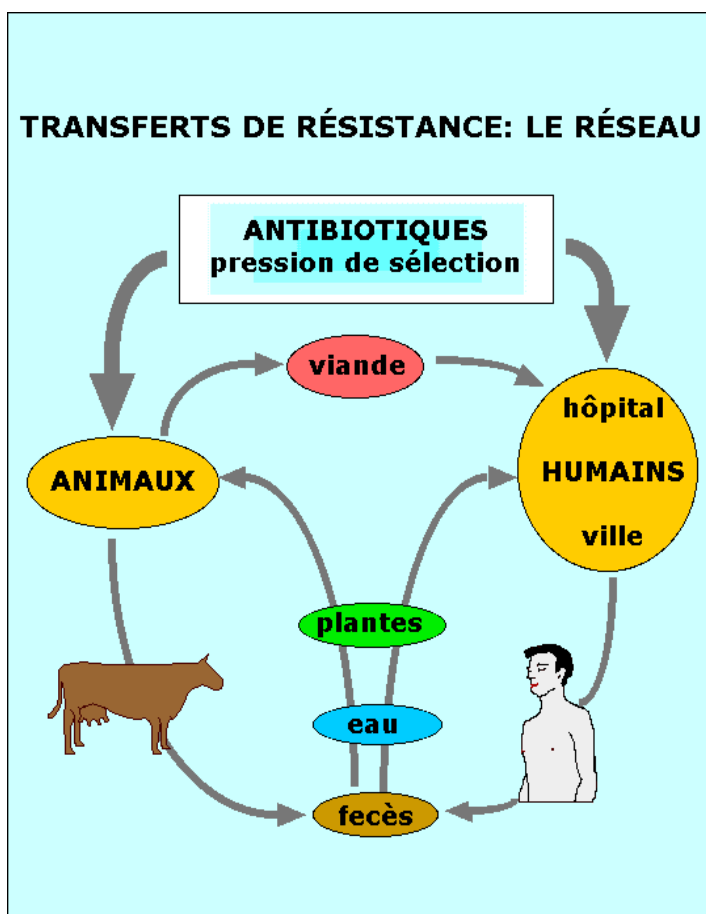 TRANSFERTS DE RÉSISTANCE: LE RÉSEAU
ANTIBIOTIQUES
pression de sélection
viande
hôpital
HUMAINS
ville
ANIMAUX
plantes
eau
fecès